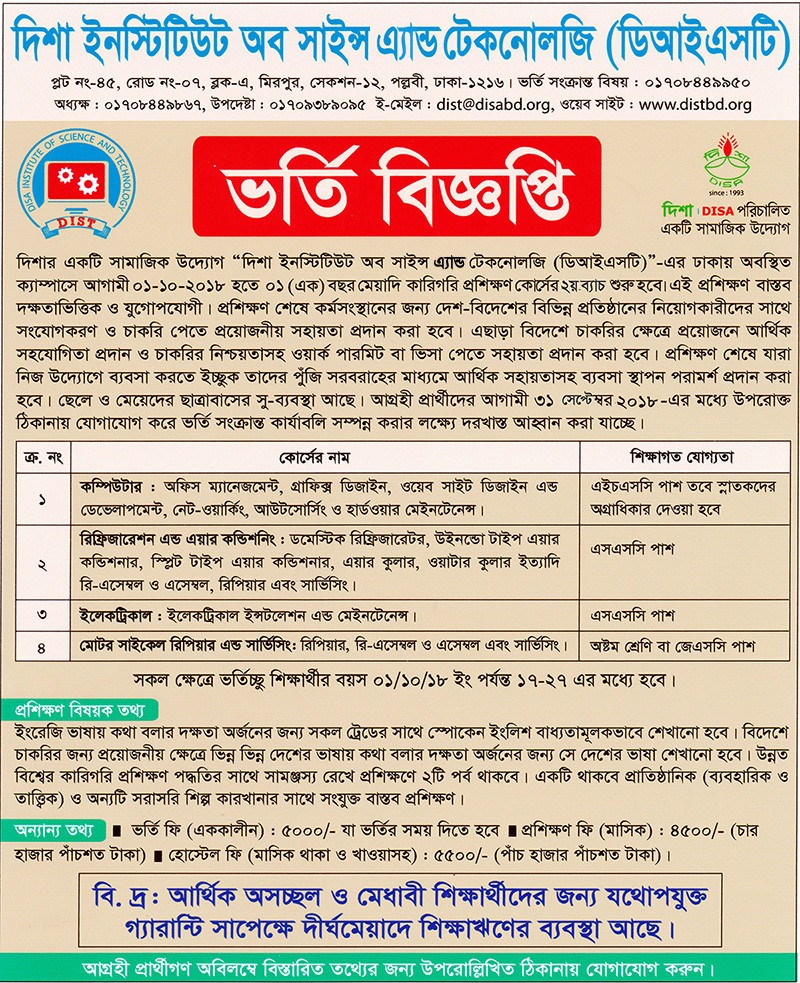 দিশা ইনস্টিটিউট অব সাইন্স এ্যান্ড টেকনোলজি (ডিআইএসটি)
প্লট নং-৪৫, রোড নং-০৭, ব্লক-এ, মিরপুর, সেকশন-১২, পল্লবী, ঢাকা-১২১৬। ভর্তি সংক্রান্ত বিষয় : ০১৭০৮৪৪৯৯৫০
অধ্যক্ষ : ০১৭০৮৪৪৯৮৬৭, উপদেষ্টা : ০১৭০৯৩৮৯০৯৫ ই-মেইল : dist@disabd.org, ওয়েব সাইট : www.distbd.org
DISA INSTITUTE OF SCIENCE AND TECHNOLOGY
DIST
ভর্তি বিজ্ঞপ্তি
দিশা
DISA
since : 1993
দিশা : DISA পরিচালিত
একটি সামাজিক উদ্যোগ
দিশার একটি সামাজিক উদ্যোগ “দিশা ইনস্টিটিউট অব সাইন্স এ্যান্ড টেকনোলজি (ডিআইএসটি)”-এর ঢাকায় অবস্থিত
ক্যাম্পাসে আগামী ০১-১০-২০১৮ হতে ০১ (এক) বছর মেয়াদি কারিগরি প্রশিক্ষণ কোর্সের ২য় ব্যাচ শুরু হবে। এই প্রশিক্ষণ বাস্তব
দক্ষতাভিত্তিক ও যুগোপযোগী। প্রশিক্ষণ শেষে কর্মসংস্থানের জন্য দেশ-বিদেশের বিভিন্ন প্রতিষ্ঠানের নিয়োগকারীদের সাথে
সংযোগকরণ ও চাকরি পেতে প্রয়োজনীয় সহায়তা প্রদান করা হবে। এছাড়া বিদেশে চাকরির ক্ষেত্রে প্রয়োজনে আর্থিক
সহযোগিতা প্রদান ও চাকরির নিশ্চয়তাসহ ওয়ার্ক পারমিট বা ভিসা পেতে সহায়তা প্রদান করা হবে। প্রশিক্ষণ শেষে যারা
নিজ উদ্যোগে ব্যবসা করতে ইচ্ছুক তাদের পুঁজি সরবরাহের মাধ্যমে আর্থিক সহায়তাসহ ব্যবসা স্থাপন পরামর্শ প্রদান করা
হবে। ছেলে ও মেয়েদের ছাত্রাবাসের সু-ব্যবস্থা আছে। আগ্রহী প্রার্থীদের আগামী ৩১ সেপ্টেম্বর ২০১৮-এর মধ্যে উপরোক্ত
ঠিকানায় যোগাযোগ করে ভর্তি সংক্রান্ত কার্যাবলি সম্পন্ন করার লক্ষ্যে দরখাস্ত আহ্বান করা যাচ্ছে।
ক্র. নং কোর্সের নাম শিক্ষাগত যোগ্যতা
১ কম্পিউটার : অফিস ম্যানেজমেন্ট, গ্রাফিক্স ডিজাইন, ওয়েব সাইট ডিজাইন এন্ড
ডেভেলাপমেন্ট, নেট-ওয়ার্কিং, আউটসোর্সিং ও হার্ডওয়ার মেইনটেনেন্স।
এইচএসসি পাশ তবে স্নাতকদের
অগ্রাধিকার দেওয়া হবে
২ রিফ্রিজারেশন এন্ড এয়ার কন্ডিশনিং : ডমেস্টিক রিফ্রিজারেটর, উইনডো টাইপ এয়ার
কন্ডিশনার, স্প্লিট টাইপ এয়ার কন্ডিশনার, এয়ার কুলার, ওয়াটার কুলার ইত্যাদি
রি-এসেম্বল ও এসেম্বল, রিপিয়ার এবং সার্ভিসিং।
এসএসসি পাশ
৩ ইলেকট্রিকাল : ইলেকট্রিকাল ইন্সটলেশন এন্ড মেইনটেনেন্স। এসএসসি পাশ
৪ মোটর সাইকেল রিপিয়ার এন্ড সার্ভিসিং: রিপিয়ার, রি-এসেম্বল ও এসেম্বল এবং সার্ভিসিং। অষ্টম শ্রেণি বা জেএসসি পাশ
সকল ক্ষেত্রে ভর্তিচ্ছু শিক্ষার্থীর বয়স ০১/১০/১৮ ইং পর্যন্ত ১৭-২৭ এর মধ্যে হবে।
প্রশিক্ষণ বিষয়ক তথ্য
ইংরেজি ভাষায় কথা বলার দক্ষতা অর্জনের জন্য সকল ট্রেডের সাথে স্পোকেন ইংলিশ বাধ্যতামূলকভাবে শেখানো হবে। বিদেশে
চাকরির জন্য প্রয়োজনীয় ক্ষেত্রে ভিন্ন ভিন্ন দেশের ভাষায় কথা বলার দক্ষতা অর্জনের জন্য সে দেশের ভাষা শেখানো হবে। উন্নত
বিশ্বের কারিগরি প্রশিক্ষণ পদ্ধতির সাথে সামঞ্জস্য রেখে প্রশিক্ষণে ২টি পর্ব থাকবে। একটি থাকবে প্রাতিষ্ঠানিক (ব্যবহারিক ও
তাত্ত্বিক) ও অন্যটি সরাসরি শিল্প কারখানার সাথে সংযুক্ত বাস্তব প্রশিক্ষণ।
অন্যান্য তথ্য ■ ভর্তি ফি (এককালীন) : ৫০০০/- যা ভর্তির সময় দিতে হবে ■ প্রশিক্ষণ ফি (মাসিক) : ৪৫০০/- (চার
হাজার পাঁচশত টাকা) ■ হোস্টেল ফি (মাসিক থাকা ও খাওয়াসহ) : ৫৫০০/- (পাঁচ হাজার পাঁচশত টাকা)।
বি. দ্র: আর্থিক অসচ্ছল ও মেধাবী শিক্ষার্থীদের জন্য যথোপযুক্ত
গ্যারান্টি সাপেক্ষে দীর্ঘমেয়াদে শিক্ষাঋণের ব্যবস্থা আছে।
আগ্রহী প্রার্থীগণ অবিলম্বে বিস্তারিত তথ্যের জন্য উপরোল্লিখিত ঠিকানায় যোগাযোগ করুন।